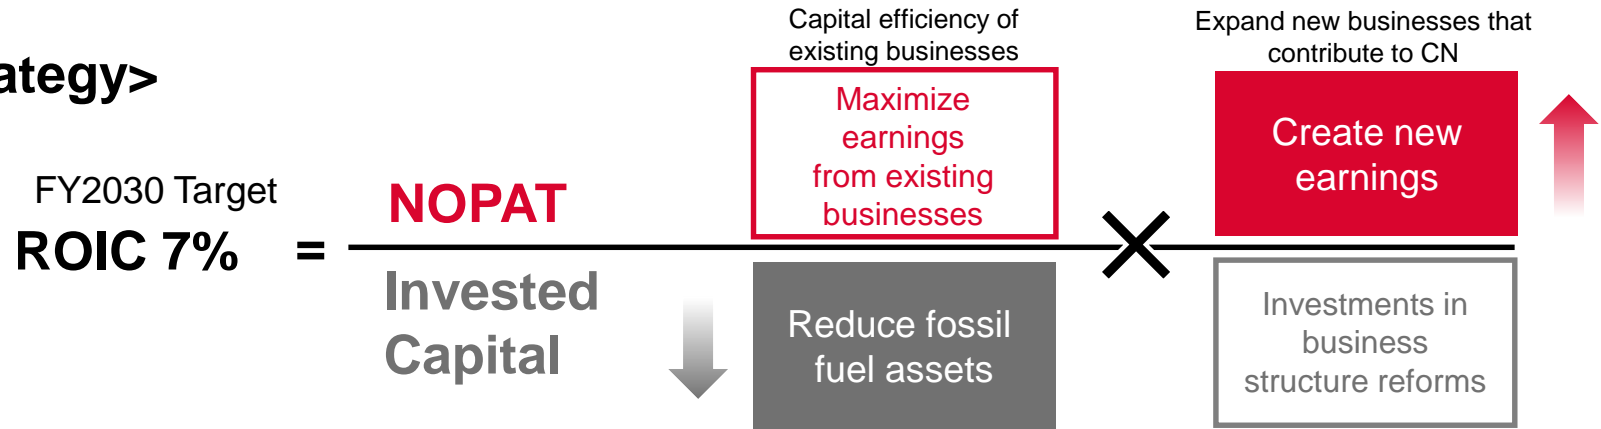 ategy>
FY2030 Target
ROIC 7%
=
NOPAT
Invested
Capital
Capital efficiency of
existing businesses
Maximize
earnings
from existing
businesses
Reduce fossil
fuel assets
×
Expand new businesses that
contribute to CN
Create new
earnings
Investments in
business
structure reforms